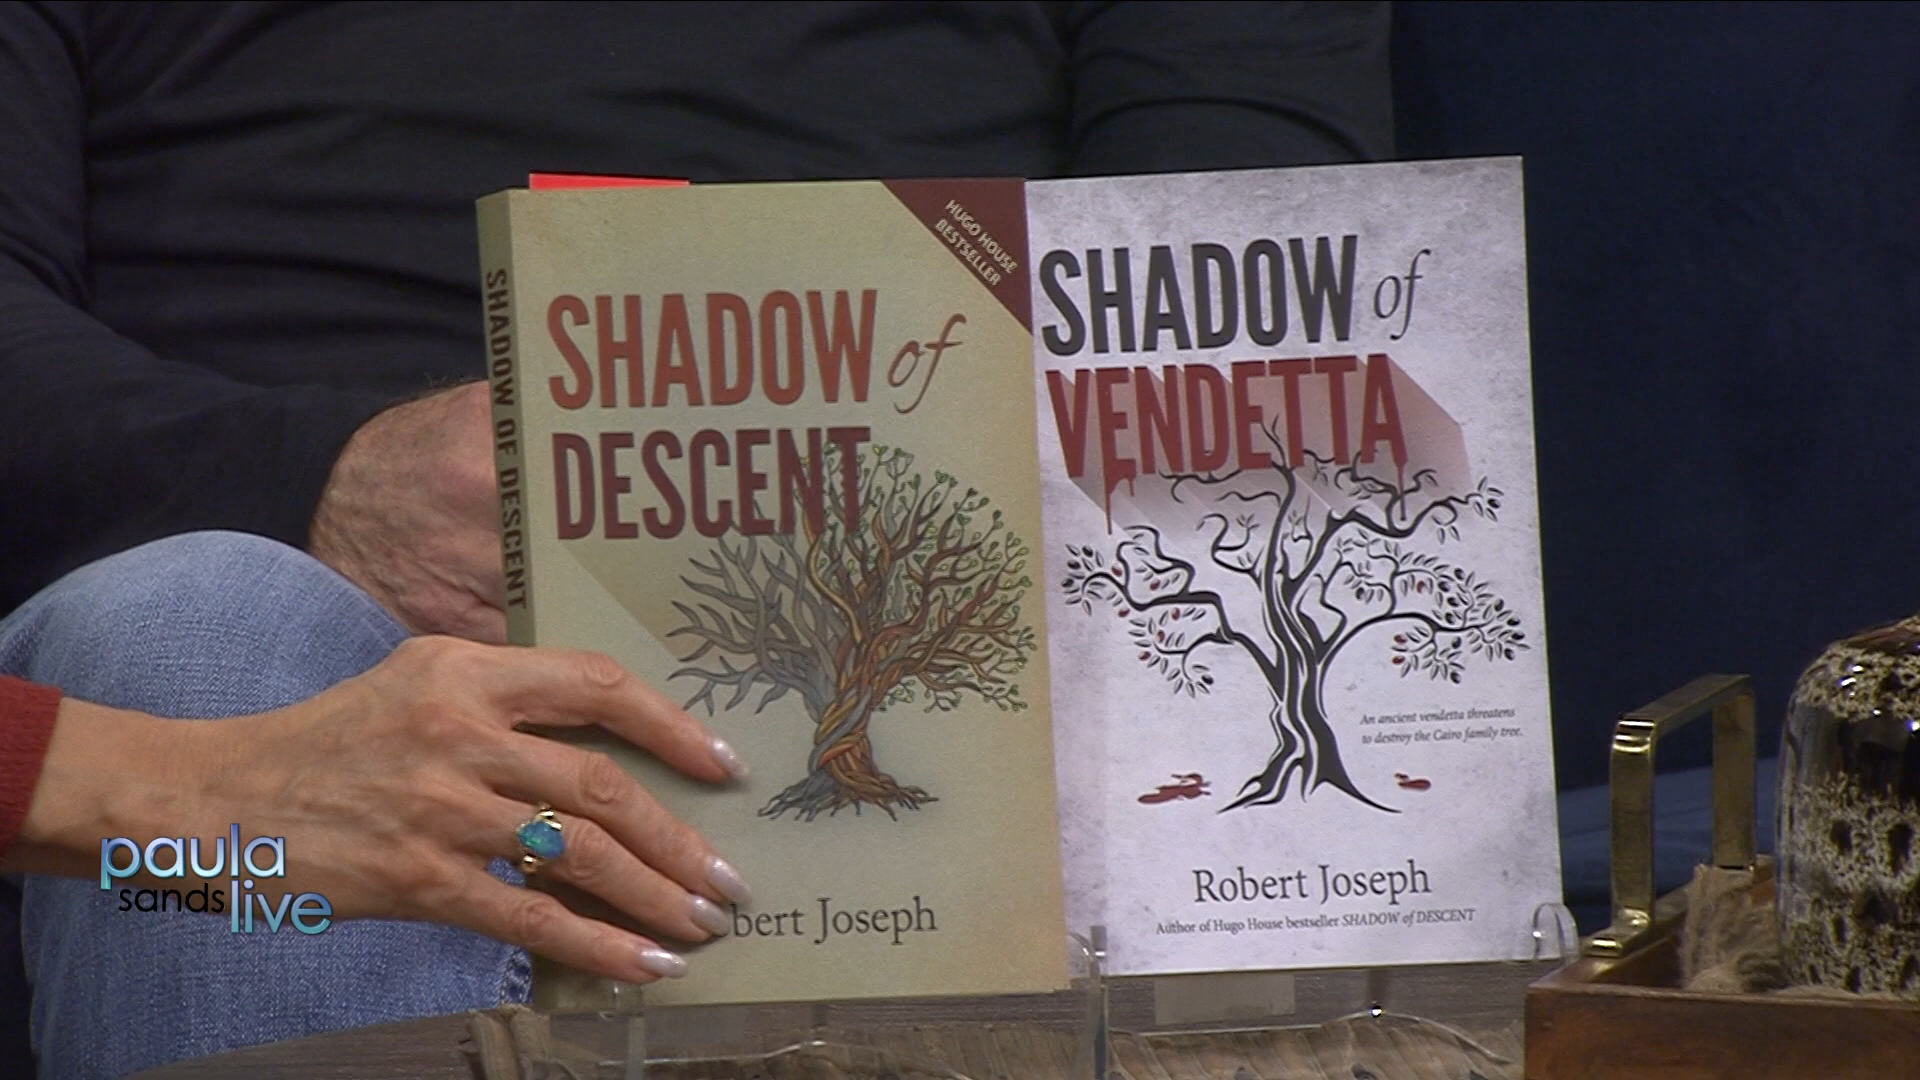 HUGO HOUSE
BESTSELLER
SHADOW OF DESCENT
SHADOW of
DESCENT
bert Joseph
SHADOW of
VENDETTA
An ancient vendetta threatens
to destroy the Cairo family tree.
Robert Joseph
Author of Hugo House bestseller SHADOW of DESCENT
paula
sands live